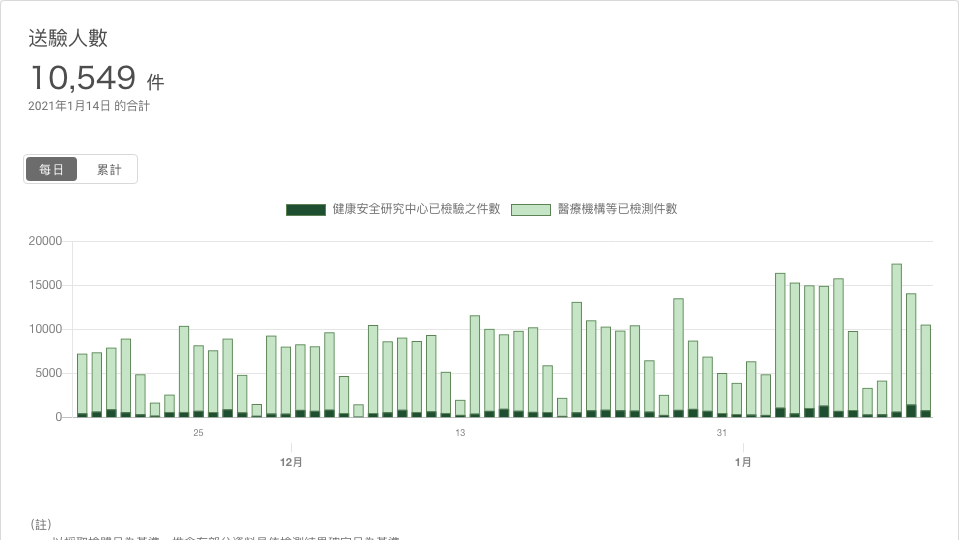 送驗人數
10,549 件
2021年1月14日 的合計
每日 累計
健康安全研究中心已檢驗之件數 醫療機構等已檢測件數
20000
15000
10000
5000
0
25 13 31
12月 1月
（註）